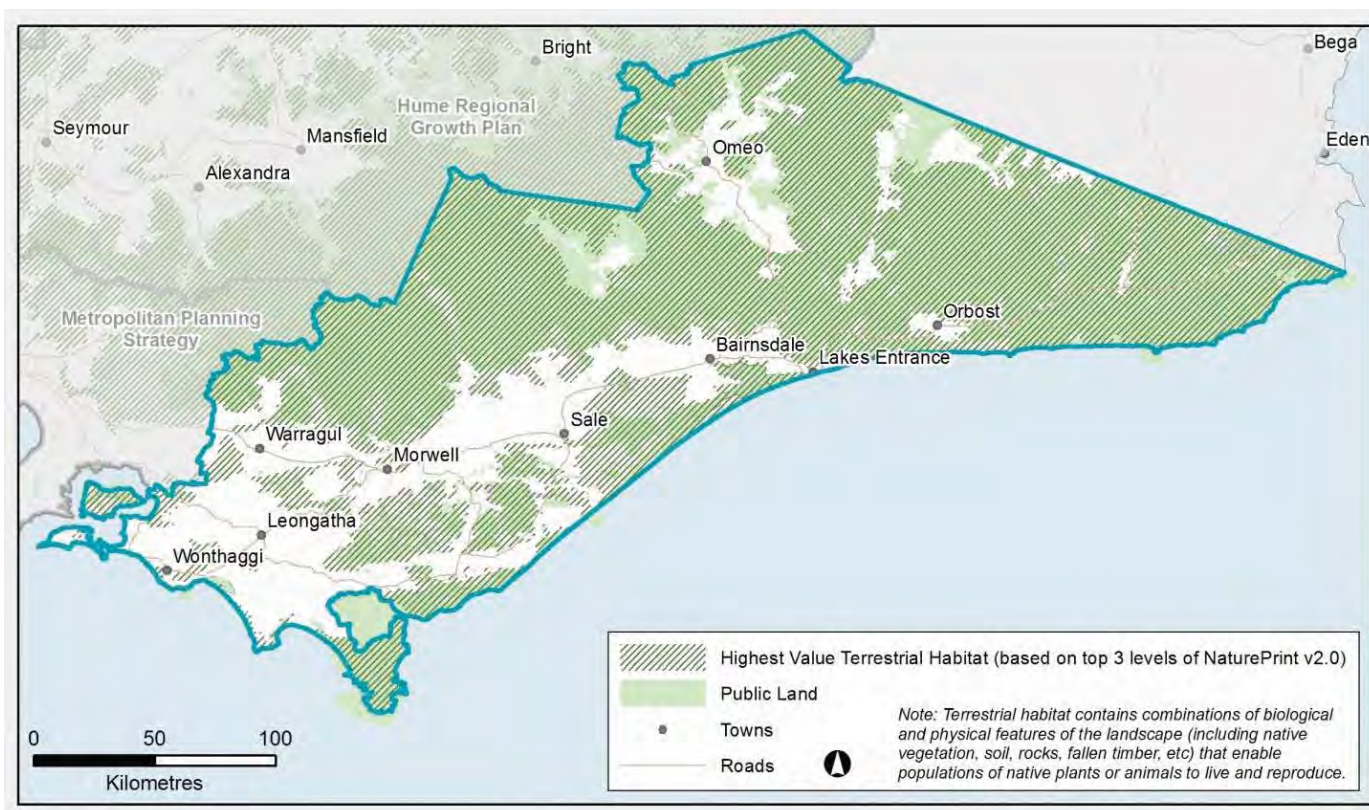 Bright
Bega
Hume Regional
Growth Plan
Seymour
Mansfield
Omeo
Eden
Alexandra
Metropolitan Planning
Strategy
Orbost
Bairnsdale
Lakes Entrance
Sale
Warragul
Morwell
Leongatha
Wonthaggi
Highest Value Terrestrial Habitat (based on top 3 levels of NaturePrint v2.0)
Public Land
Towns
Roads
Note: Terrestrial habitat contains combinations of biological
and physical features of the landscape (including native
vegetation, soil, rocks, fallen timber, etc) that enable
populations of native plants or animals to live and reproduce.
0 50 100
Kilometres